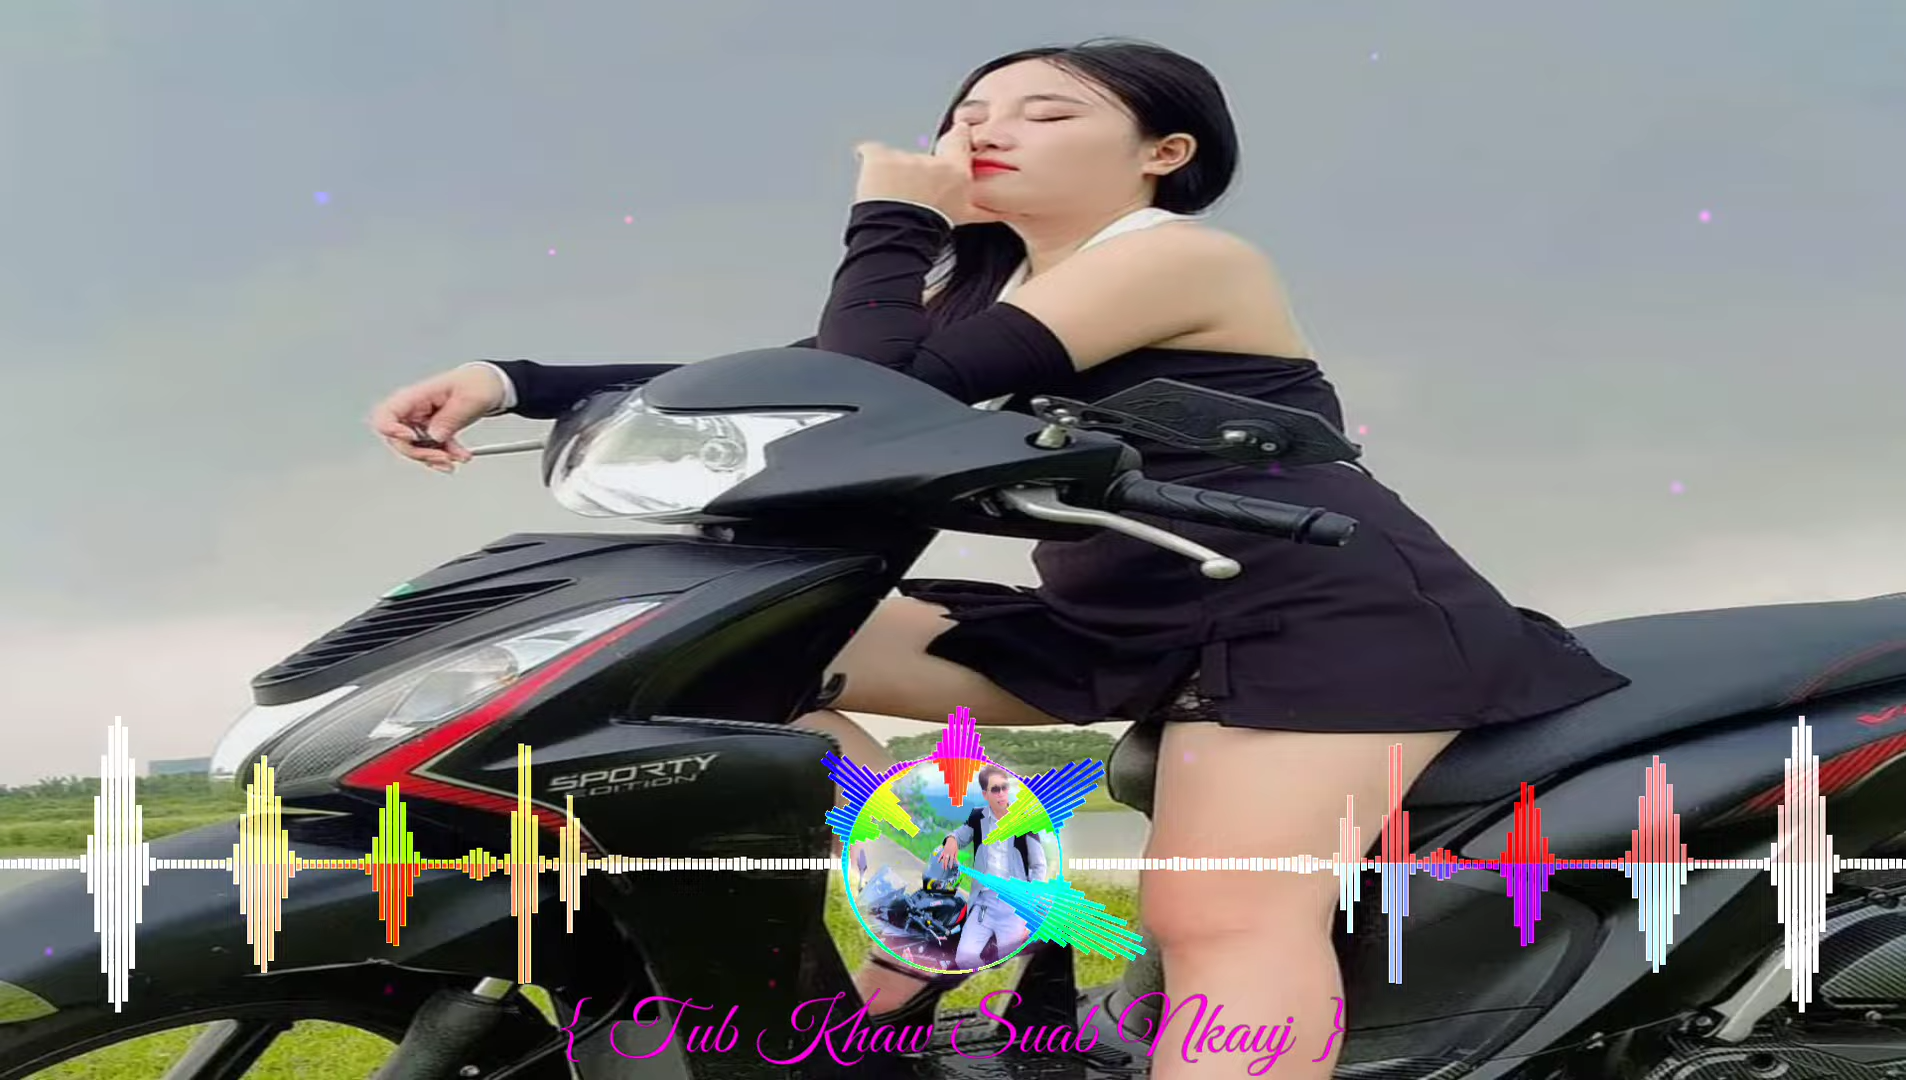 SPORTY
EDITION
{ Tub Khaw Suab Nkauj }